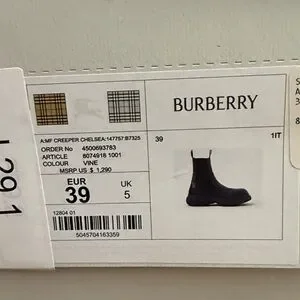 BURBERRY
A:MF CREEPER CHELSEA:147757:B7325
ORDER No 4500693783
ARTICLE 8074918 1001
COLOUR VINE
MSRP US $ 1,290
39 1IT
EUR UK
39 5
12804 01
5045704163359